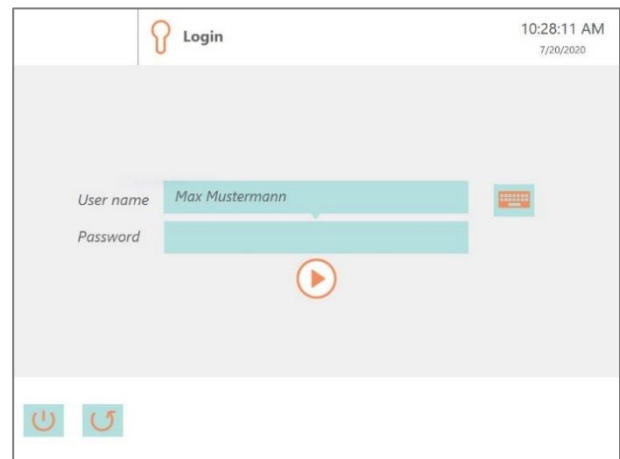 Login
10:28:11 AM
7/20/2020
User name
Max Mustermann
Password